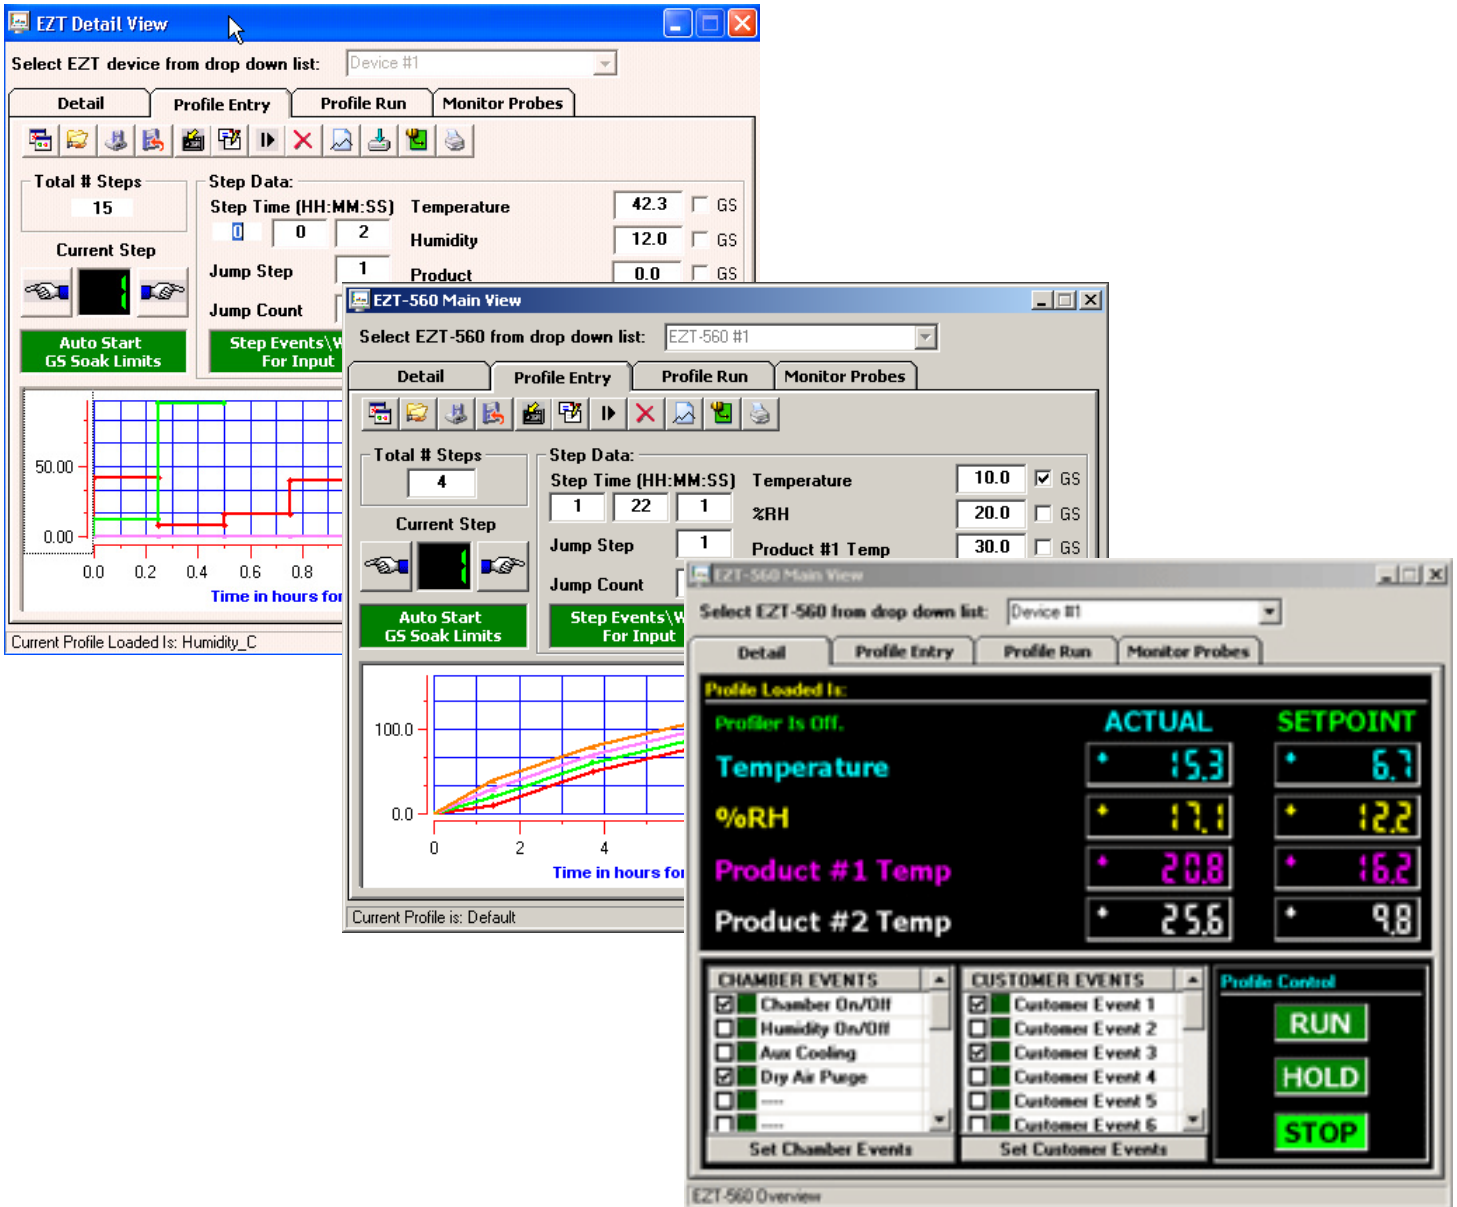 EZT Detail View
Select EZT device from drop down list: Device #1
Detail Profile Entry Profile Run Monitor Probes
Total # Steps
15
Current Step
1
Auto Start
GS Soak Limits
Step Data:
Step Time (HH:MM:SS)
0 0 2
Jump Step 1
Jump Count
Step Events\W
For Input
Temperature 42.3 GS
Humidity 12.0 GS
Product 0.0 GS
50.00
0.00
0.0 0.2 0.4 0.6 0.8
Time in hours for
Current Profile Loaded Is: Humidity_C
EZT-560 Main View
Select EZT-560 from drop down list: EZT-560 #1
Detail Profile Entry Profile Run Monitor Probes
Total # Steps
4
Current Step
1
Auto Start
GS Soak Limits
Step Data:
Step Time (HH:MM:SS)
1 22 1
Jump Step 1
Jump Count
Step Events\W
For Input
Temperature 10.0 GS
%RH 20.0 GS
Product #1 Temp 30.0 GS
100.0
0.0
0 2 4
Time in hours for
Current Profile is: Default
EZT-560 Main View
Select EZT-560 from drop down list: Device #1
Detail Profile Entry Profile Run Monitor Probes
Profile Loaded Is:
Profiler Is Off. ACTUAL SETPOINT
Temperature + 15.3 + 6.7
%RH + 17.1 + 12.2
Product #1 Temp + 20.8 + 16.2
Product #2 Temp + 25.6 + 9.8
CHAMBER EVENTS
Chamber On/Off
Humidity On/Off
Aux Cooling
Dry Air Purge
----
----
Set Chamber Events
CUSTOMER EVENTS
Customer Event 1
Customer Event 2
Customer Event 3
Customer Event 4
Customer Event 5
Customer Event 6
Set Customer Events
Profile Control
RUN
HOLD
STOP
EZT-560 Overview